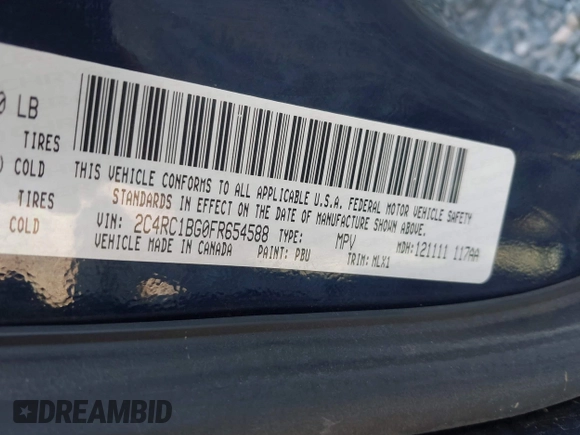 0 LB
TIRES
) COLD
TIRES
COLD
THIS VEHICLE CONFORMS TO ALL APPLICABLE U.S.A. FEDERAL MOTOR VEHICLE SAFETY
STANDARDS IN EFFECT ON THE DATE OF MANUFACTURE SHOWN ABOVE.
VIN: 2C4RC1BG0FR654588 TYPE: MPV MDH: 121111 117AA
VEHICLE MADE IN CANADA PAINT: PBU TRIM: MLX1
DREAMBID